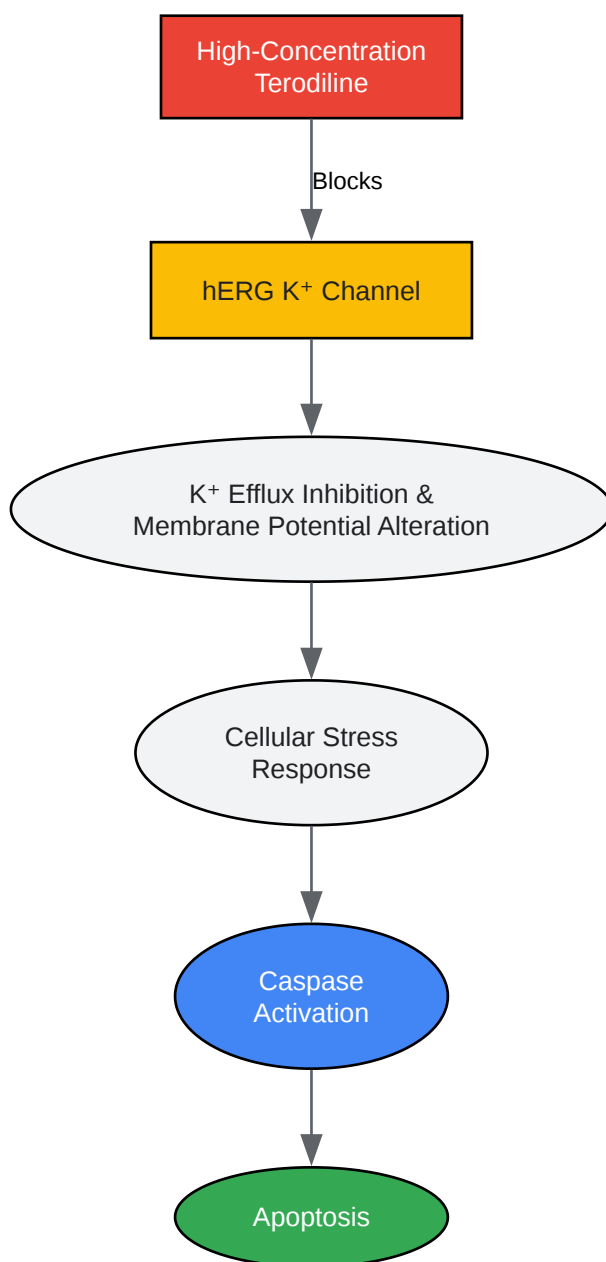 High-Concentration
Terodiline
Blocks
hERG K⁺ Channel
K⁺ Efflux Inhibition &
Membrane Potential Alteration
Cellular Stress
Response
Caspase
Activation
Apoptosis